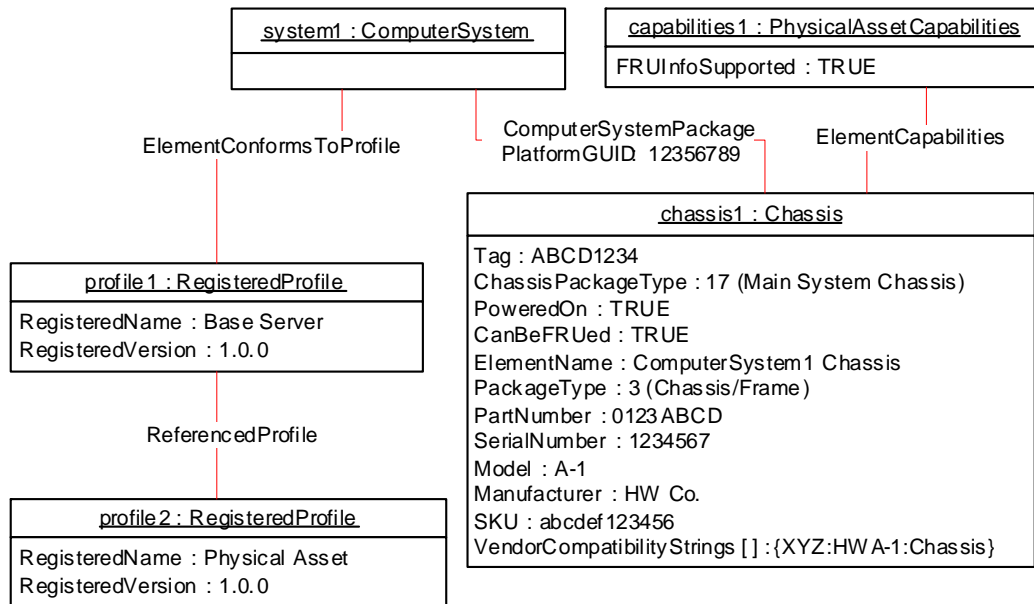 system1 : ComputerSystem
capabilities1 : PhysicalAssetCapabilities
FRUInfoSupported : TRUE
ElementConformsToProfile
ComputerSystemPackage
PlatformGUID: 12356789
ElementCapabilities
chassis1 : Chassis
Tag : ABCD1234
ChassisPackageType : 17 (Main System Chassis)
PoweredOn : TRUE
CanBeFRUed : TRUE
ElementName : ComputerSystem1 Chassis
PackageType : 3 (Chassis/Frame)
PartNumber : 0123ABCD
SerialNumber : 1234567
Model : A-1
Manufacturer : HW Co.
SKU : abcdef123456
VendorCompatibilityStrings [ ] : {XYZ:HWA-1:Chassis}
profile1 : RegisteredProfile
RegisteredName : Base Server
RegisteredVersion : 1.0.0
ReferencedProfile
profile2 : RegisteredProfile
RegisteredName : Physical Asset
RegisteredVersion : 1.0.0